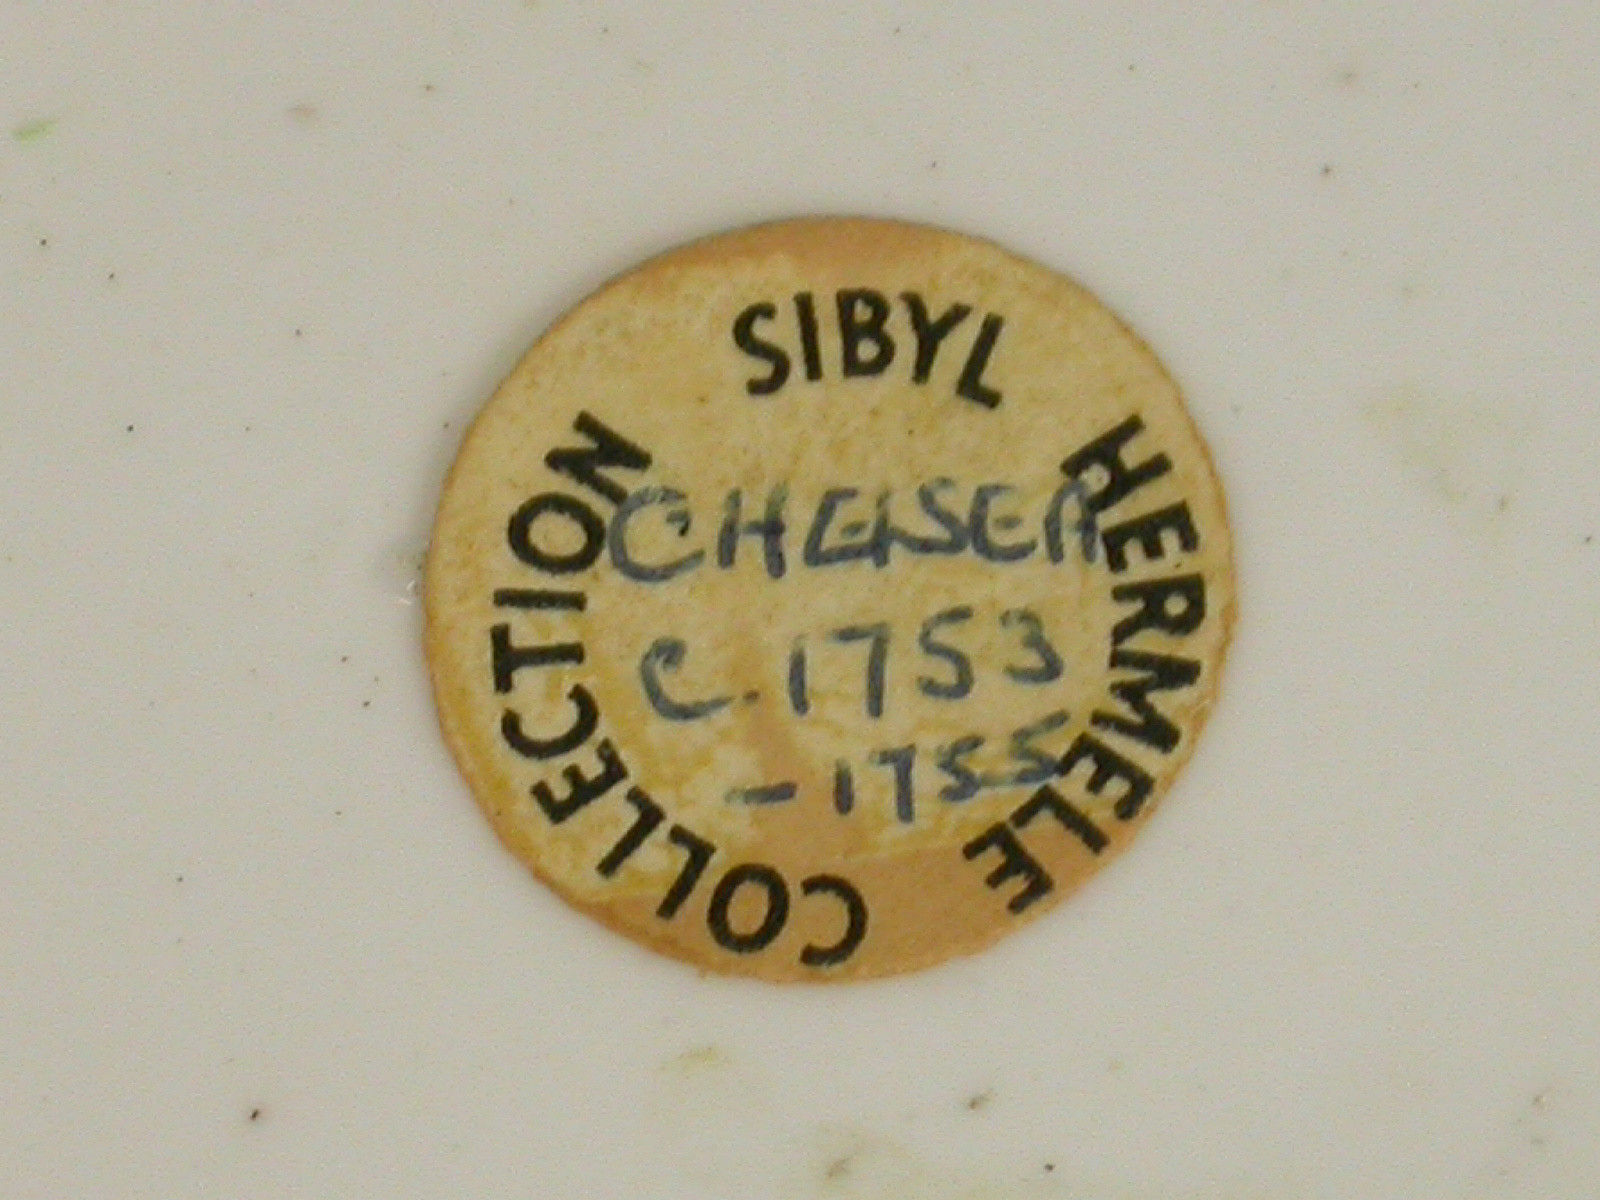 SIBYL HERMELE COLLECTION
CHELSEA
C. 1753
- 1755